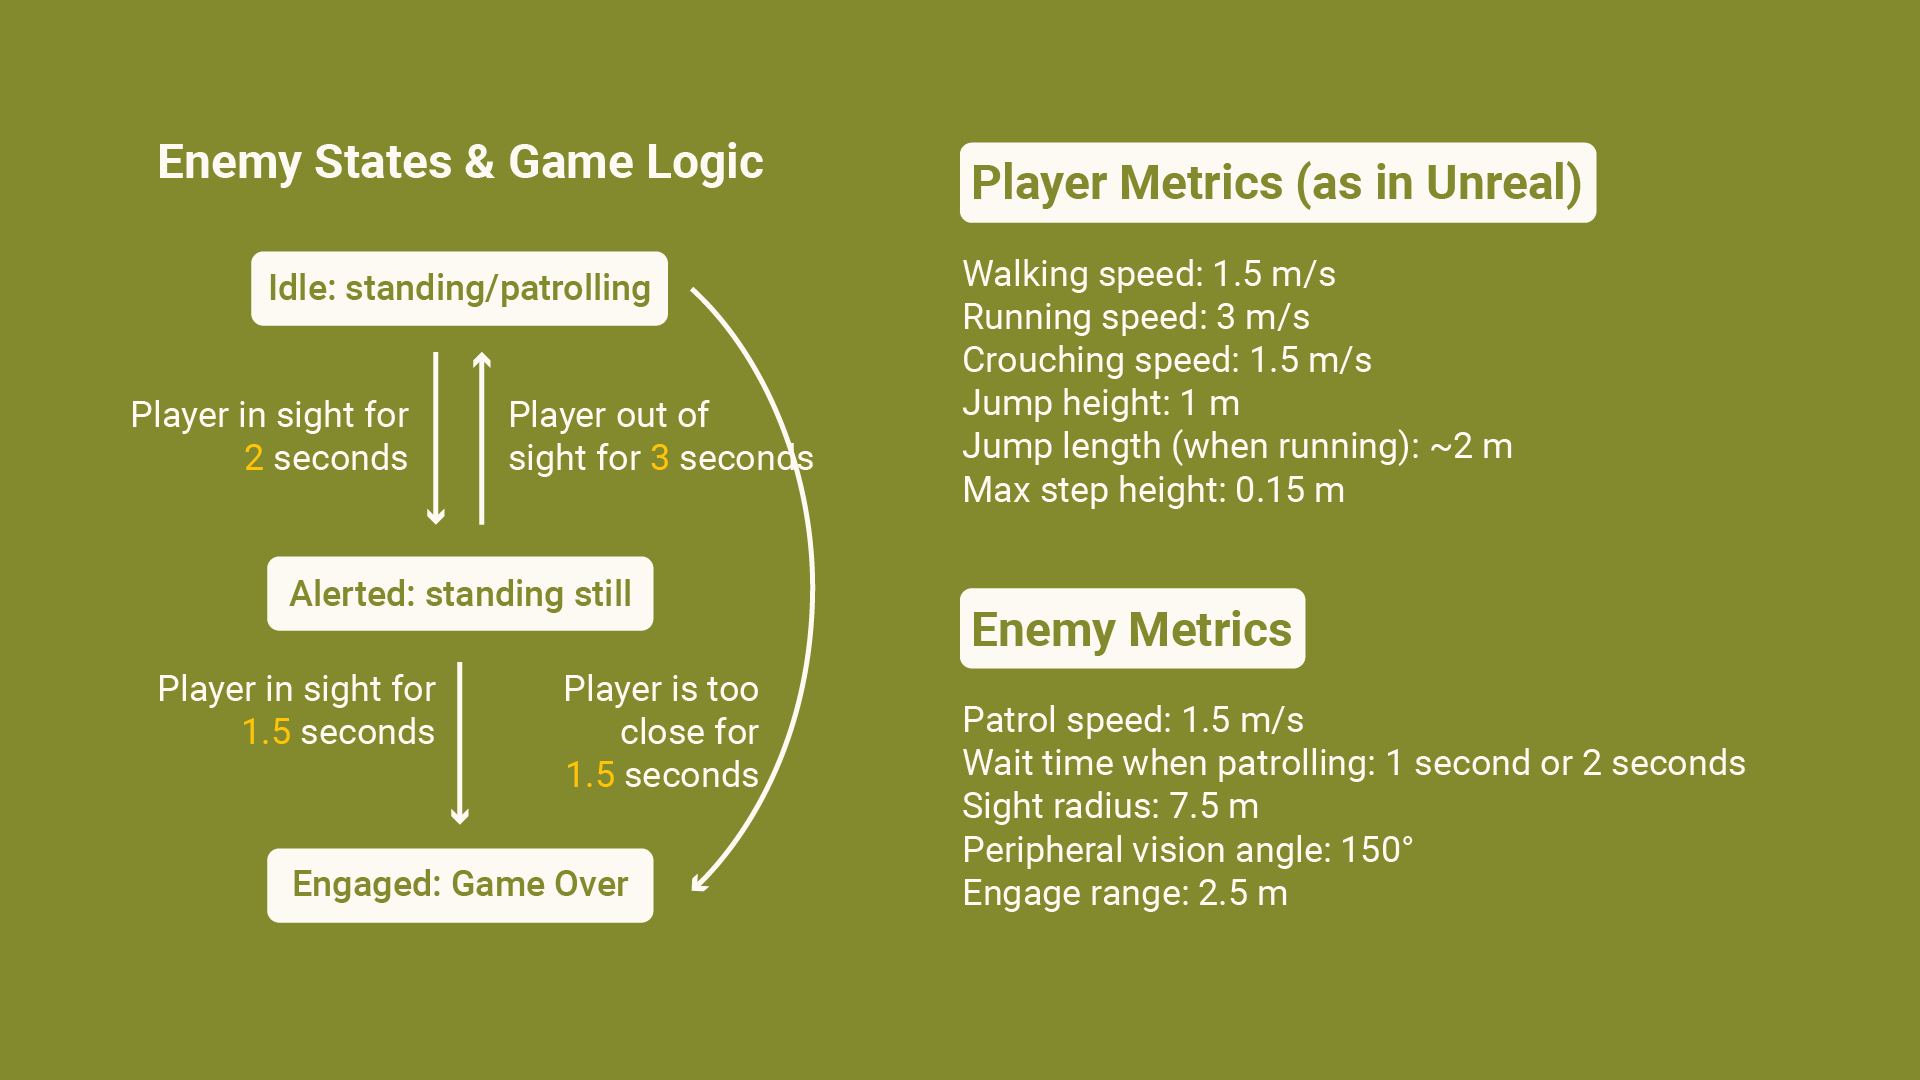 Enemy States & Game Logic
Idle: standing/patrolling
Player in sight for
2 seconds
Player out of
sight for 3 seconds
Alerted: standing still
Player in sight for
1.5 seconds
Player is too
close for
1.5 seconds
Engaged: Game Over
Player Metrics (as in Unreal)
Walking speed: 1.5 m/s
Running speed: 3 m/s
Crouching speed: 1.5 m/s
Jump height: 1 m
Jump length (when running): ~2 m
Max step height: 0.15 m
Enemy Metrics
Patrol speed: 1.5 m/s
Wait time when patrolling: 1 second or 2 seconds
Sight radius: 7.5 m
Peripheral vision angle: 150°
Engage range: 2.5 m